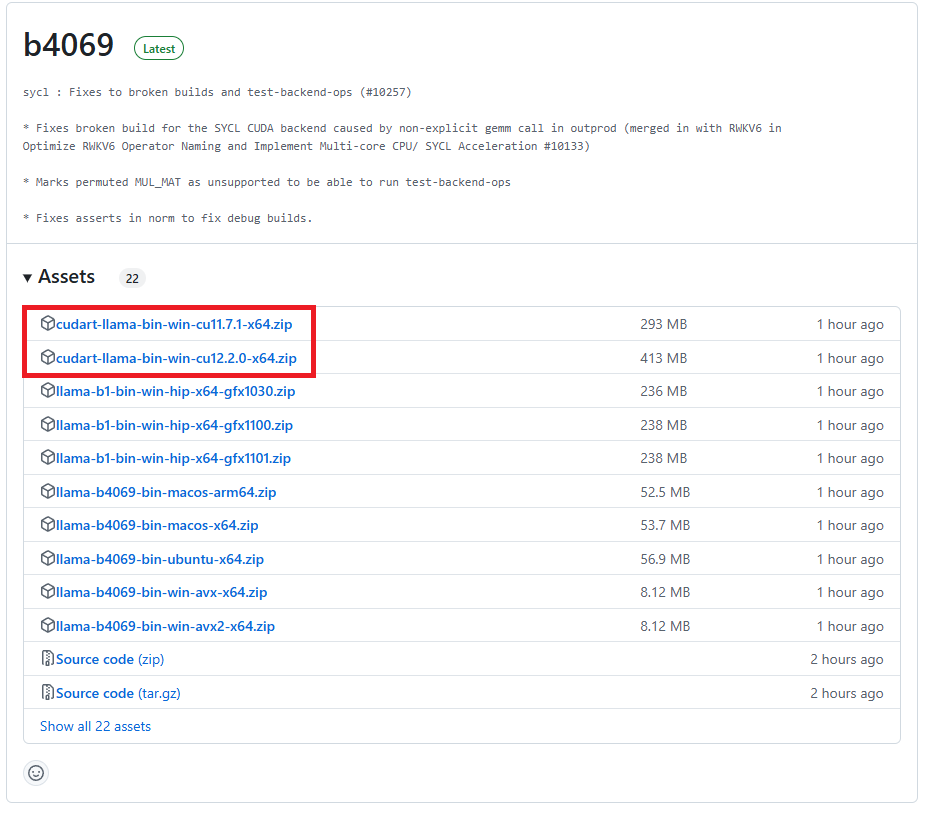 b4069 Latest
sycl : Fixes to broken builds and test-backend-ops (#10257)
* Fixes broken build for the SYCL CUDA backend caused by non-explicit gemm call in outprod (merged in with RWKV6 in
Optimize RWKV6 Operator Naming and Implement Multi-core CPU/ SYCL Acceleration #10133)
* Marks permuted MUL_MAT as unsupported to be able to run test-backend-ops
* Fixes asserts in norm to fix debug builds.
Assets 22
cudart-llama-bin-win-cu11.7.1-x64.zip 293 MB 1 hour ago
cudart-llama-bin-win-cu12.2.0-x64.zip 413 MB 1 hour ago
llama-b1-bin-win-hip-x64-gfx1030.zip 236 MB 1 hour ago
llama-b1-bin-win-hip-x64-gfx1100.zip 238 MB 1 hour ago
llama-b1-bin-win-hip-x64-gfx1101.zip 238 MB 1 hour ago
llama-b4069-bin-macos-arm64.zip 52.5 MB 1 hour ago
llama-b4069-bin-macos-x64.zip 53.7 MB 1 hour ago
llama-b4069-bin-ubuntu-x64.zip 56.9 MB 1 hour ago
llama-b4069-bin-win-avx-x64.zip 8.12 MB 1 hour ago
llama-b4069-bin-win-avx2-x64.zip 8.12 MB 1 hour ago
Source code (zip) 2 hours ago
Source code (tar.gz) 2 hours ago
Show all 22 assets